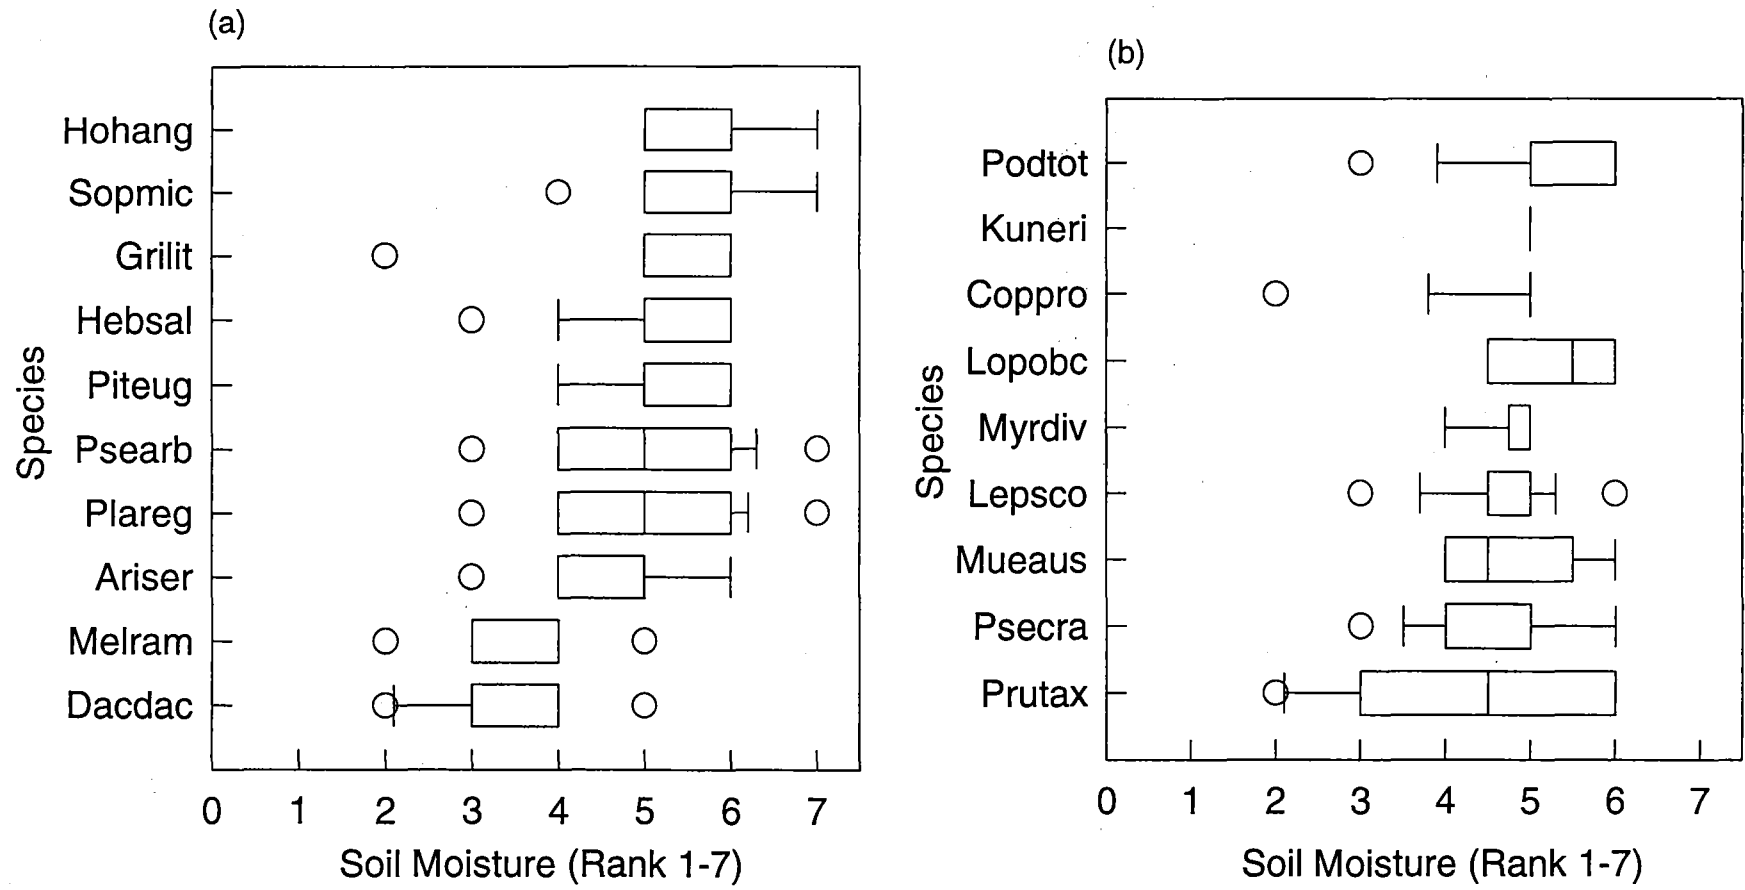 (a)
Hohang
Sopmic
Grilit
Hebsal
Piteug
Psearb
Plareg
Ariser
Melram
Dacdac
Species
0 1 2 3 4 5 6 7
Soil Moisture (Rank 1-7)
(b)
Podtot
Kuneri
Coppro
Lopobc
Myrdiv
Lepsco
Mueaus
Psecra
Prutax
Species
0 1 2 3 4 5 6 7
Soil Moisture (Rank 1-7)